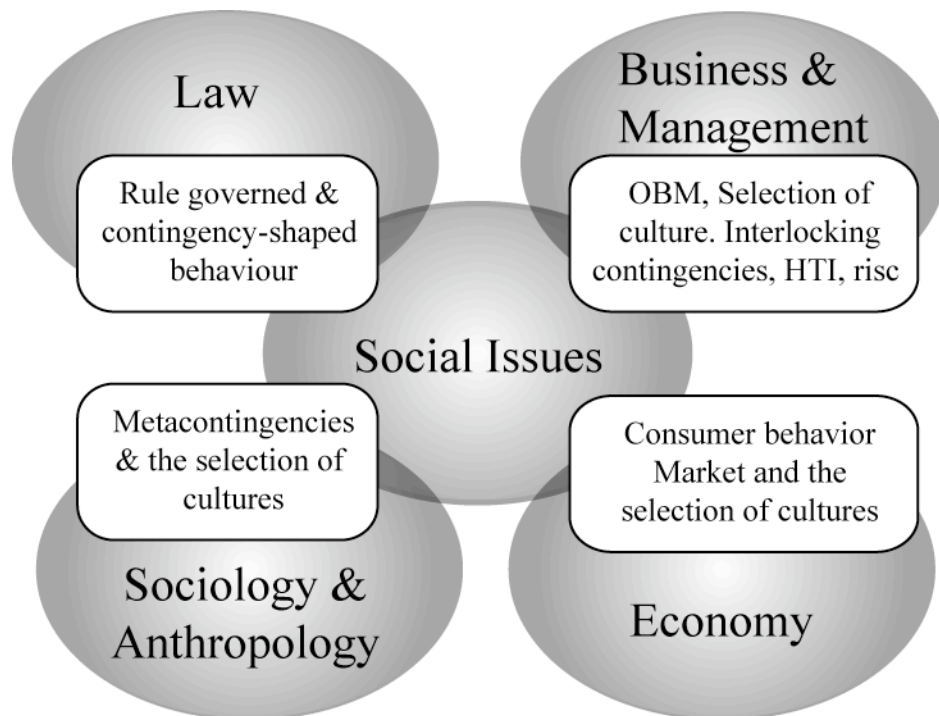 Law
Rule governed &
contingency-shaped
behaviour
Business &
Management
OBM, Selection of
culture. Interlocking
contingencies, HTI, risc
Social Issues
Metacontingencies
& the selection of
cultures
Sociology &
Anthropology
Consumer behavior
Market and the
selection of cultures
Economy